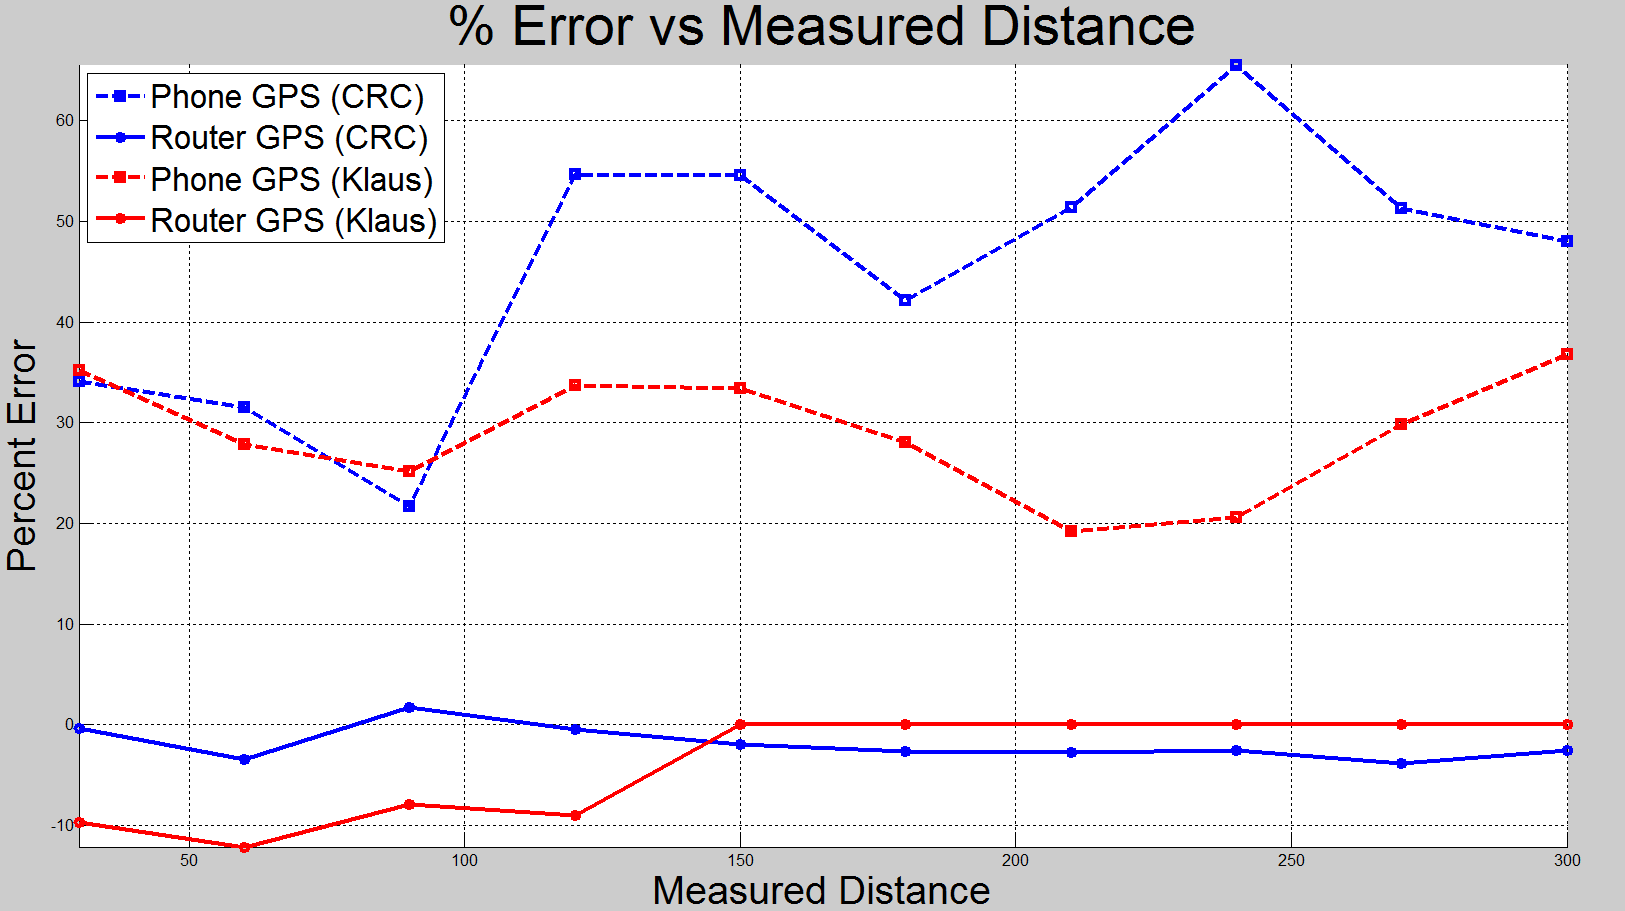 % Error vs Measured Distance
Phone GPS (CRC)
Router GPS (CRC)
Phone GPS (Klaus)
Router GPS (Klaus)
Percent Error
60
50
40
30
20
10
0
-10
50 100 150 200 250 300
Measured Distance